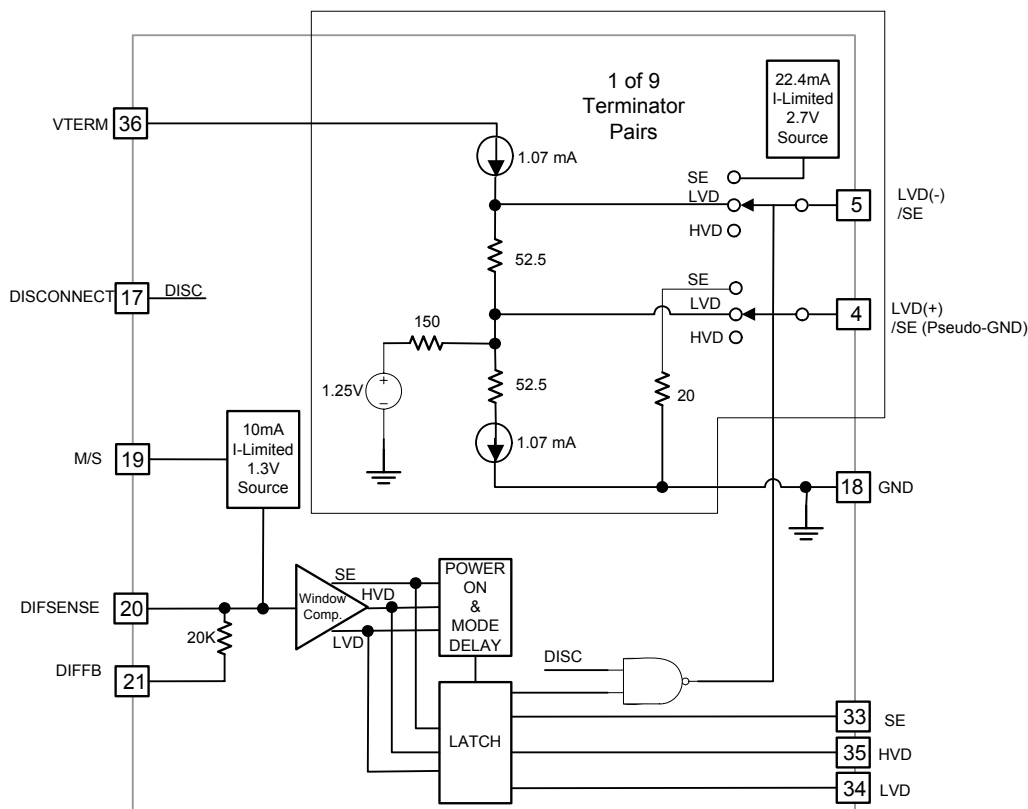 1 of 9
Terminator
Pairs
22.4mA
I-Limited
2.7V
Source
VTERM
36
1.07 mA
SE
LVD
HVD
5
LVD(-)
/SE
52.5
DISCONNECT
17
DISC
SE
LVD
HVD
4
LVD(+)
/SE (Pseudo-GND)
150
1.25V
+
−
52.5
20
1.07 mA
M/S
19
10mA
I-Limited
1.3V
Source
18
GND
DIFSENSE
20
Window
Comp.
SE
HVD
LVD
POWER
ON
&
MODE
DELAY
20K
DIFFB
21
DISC
LATCH
33
SE
35
HVD
34
LVD